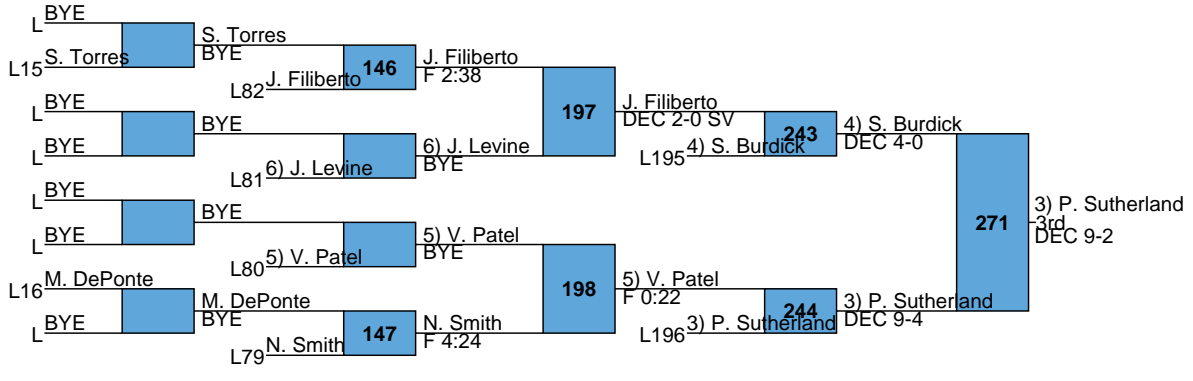 L BYE
L15 S. Torres
S. Torres
BYE
L82 J. Filiberto
146
J. Filiberto
F 2:38
L BYE
L BYE
BYE
L81 6) J. Levine
6) J. Levine
BYE
197
J. Filiberto
DEC 2-0 SV
L195 4) S. Burdick
243
4) S. Burdick
DEC 4-0
L BYE
L BYE
BYE
L80 5) V. Patel
5) V. Patel
BYE
L16 M. DePonte
L BYE
M. DePonte
BYE
L79 N. Smith
147
N. Smith
F 4:24
198
5) V. Patel
F 0:22
L196 3) P. Sutherland
244
3) P. Sutherland
DEC 9-4
271
3) P. Sutherland
3rd
DEC 9-2